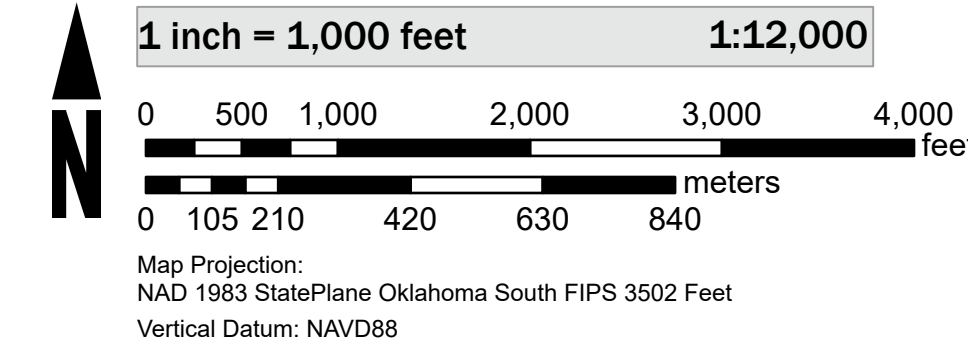 1 inch = 1,000 feet 1:12,000
0 500 1,000 2,000 3,000 4,000
feet
meters
0 105 210 420 630 840
N
Map Projection:
NAD 1983 StatePlane Oklahoma South FIPS 3502 Feet
Vertical Datum: NAVD88